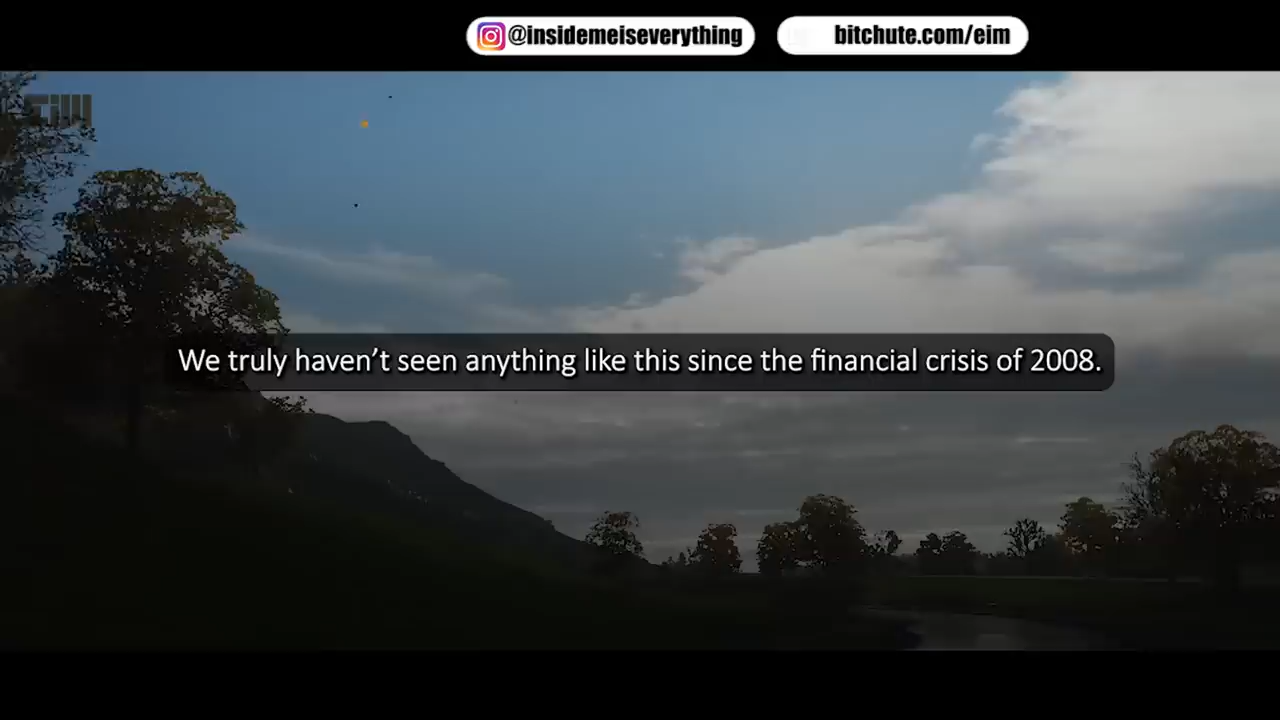 @insidemeiseverything
bitchute.com/eim
We truly haven't seen anything like this since the financial crisis of 2008.